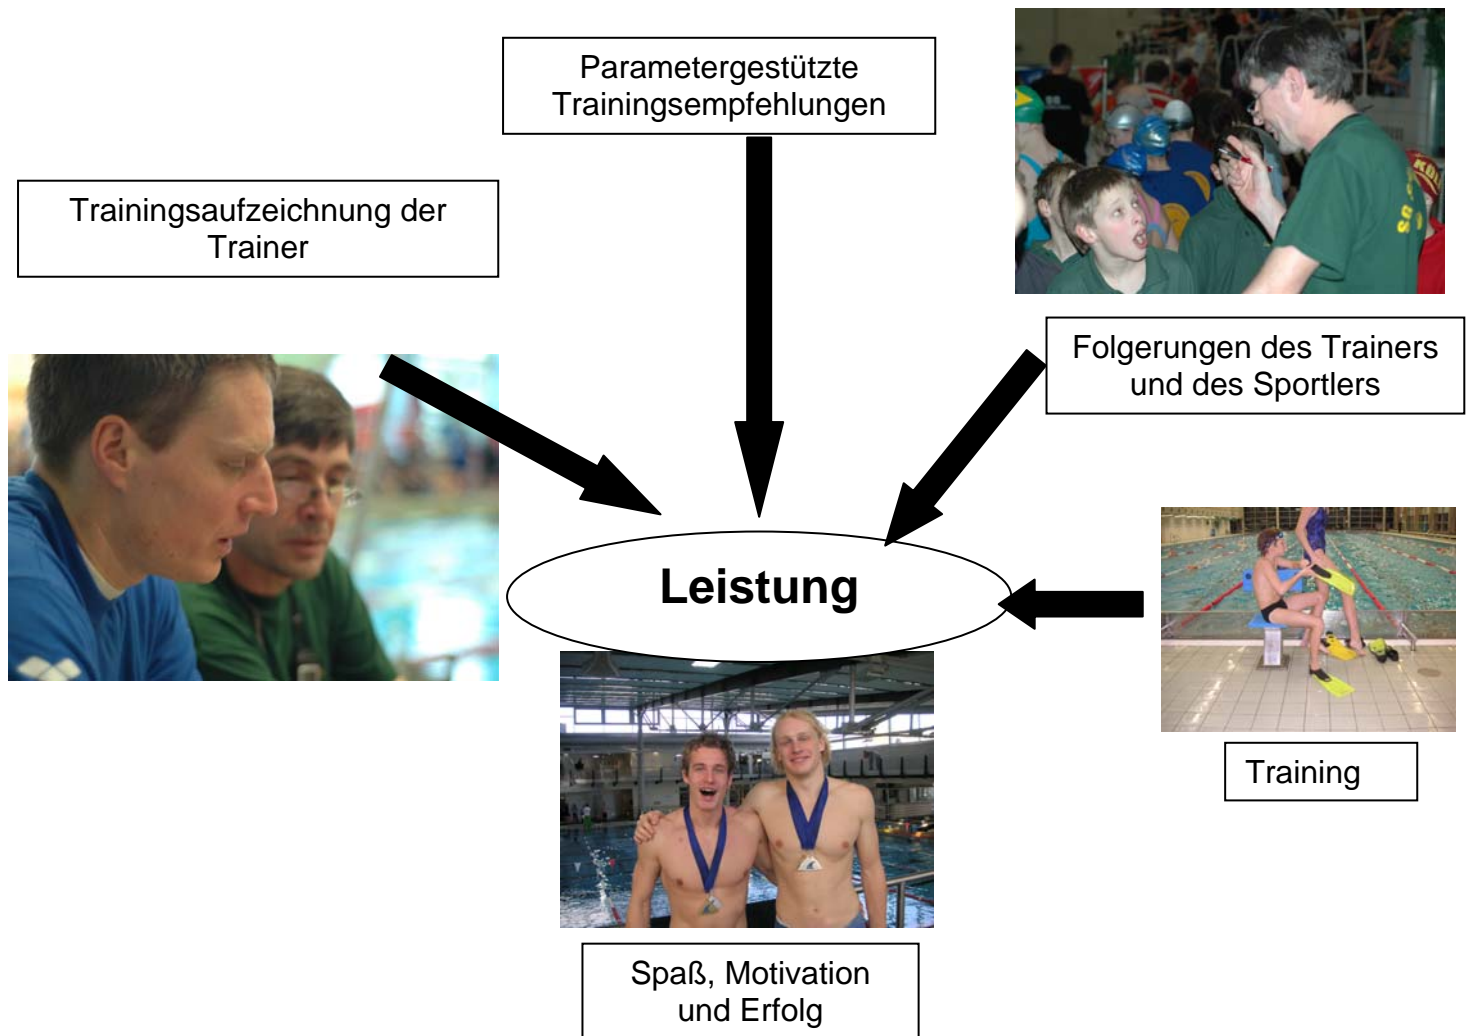 Parametergestützte
Trainingsempfehlungen
Trainingsaufzeichnung der
Trainer
Folgerungen des Trainers
und des Sportlers
Leistung
Training
Spaß, Motivation
und Erfolg